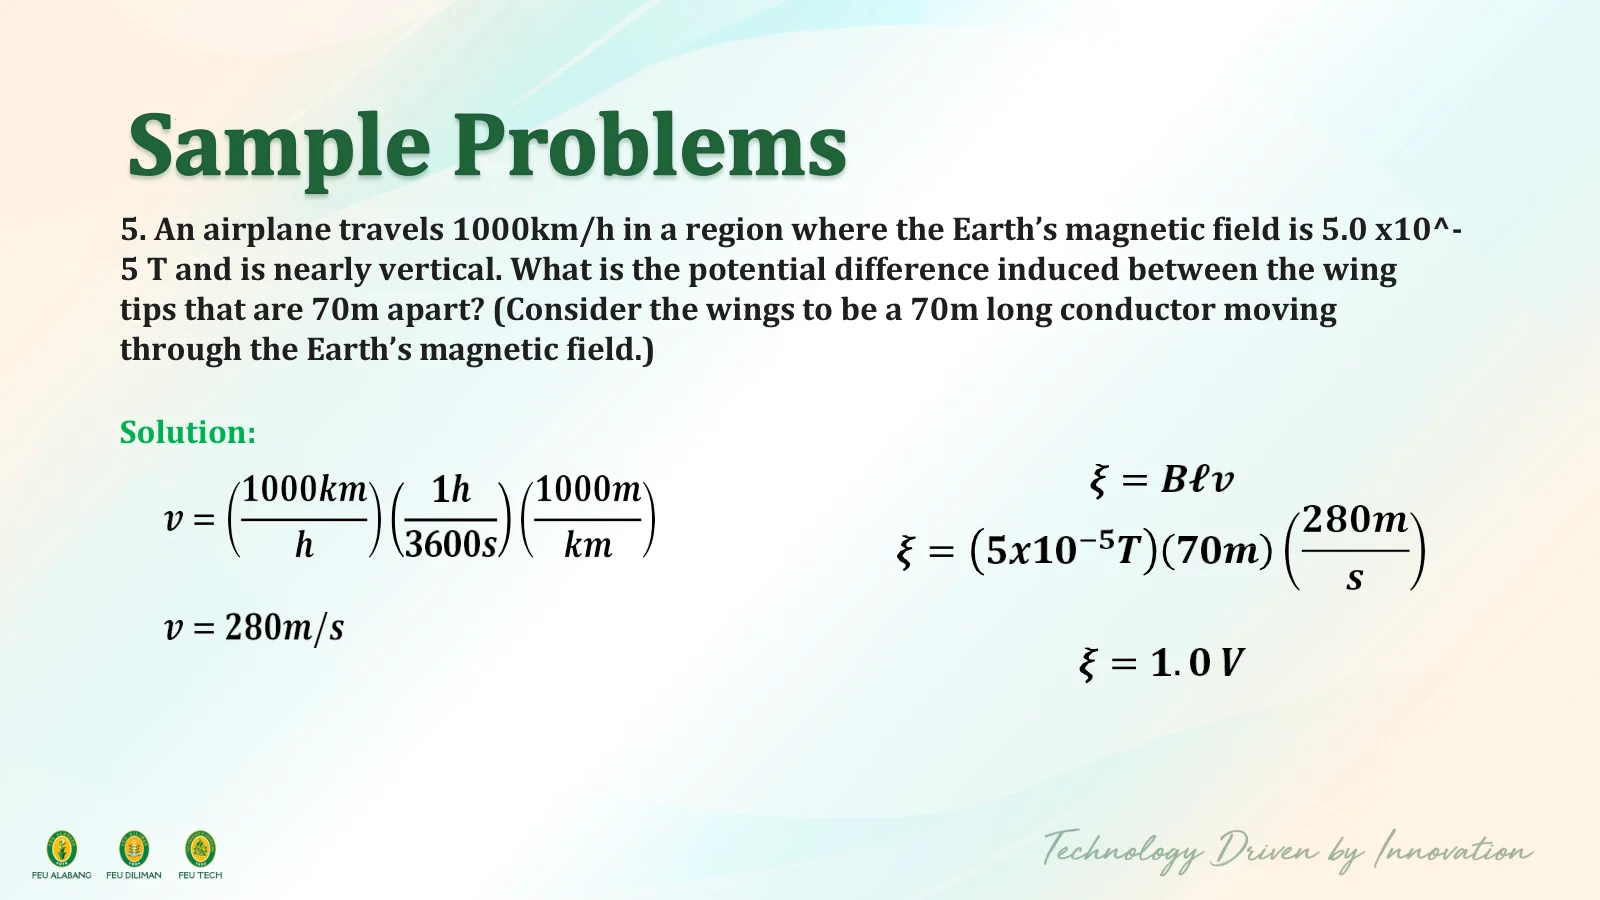 Sample Problems
5. An airplane travels 1000km/h in a region where the Earth’s magnetic field is 5.0 x10^-
5 T and is nearly vertical. What is the potential difference induced between the wing
tips that are 70m apart? (Consider the wings to be a 70m long conductor moving
through the Earth’s magnetic field.)
Solution:
v = (1000km/h)(1h/3600s)(1000m/km)
v = 280m/s
ξ = Bℓv
ξ = (5x10⁻⁵T)(70m)(280m/s)
ξ = 1.0 V
FEU ALABANG FEU DILIMAN FEU TECH
Technology Driven by Innovation